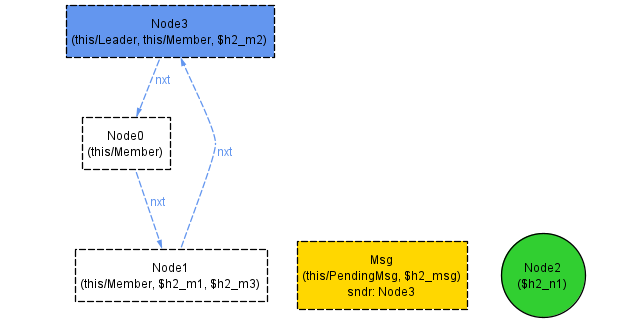 Node3
(this/Leader, this/Member, $h2_m2)
nxt
Node0
(this/Member)
nxt
nxt
Node1
(this/Member, $h2_m1, $h2_m3)
Msg
(this/PendingMsg, $h2_msg)
sndr: Node3
Node2
($h2_n1)